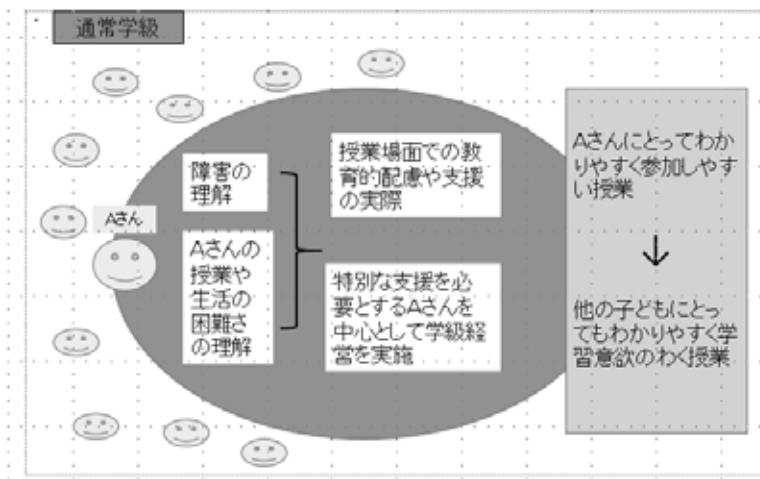 通常学級
Aさん
障害の
理解
Aさんの
授業や
生活の
困難さ
の理解
授業場面での教
育的配慮や支援
の実際
特別な支援を必
要とするAさんを
中心として学級経
営を実施
Aさんにとってわか
りやすく参加しやす
い授業
↓
他の子どもにとっ
てもわかりやすく学
習意欲のわく授業